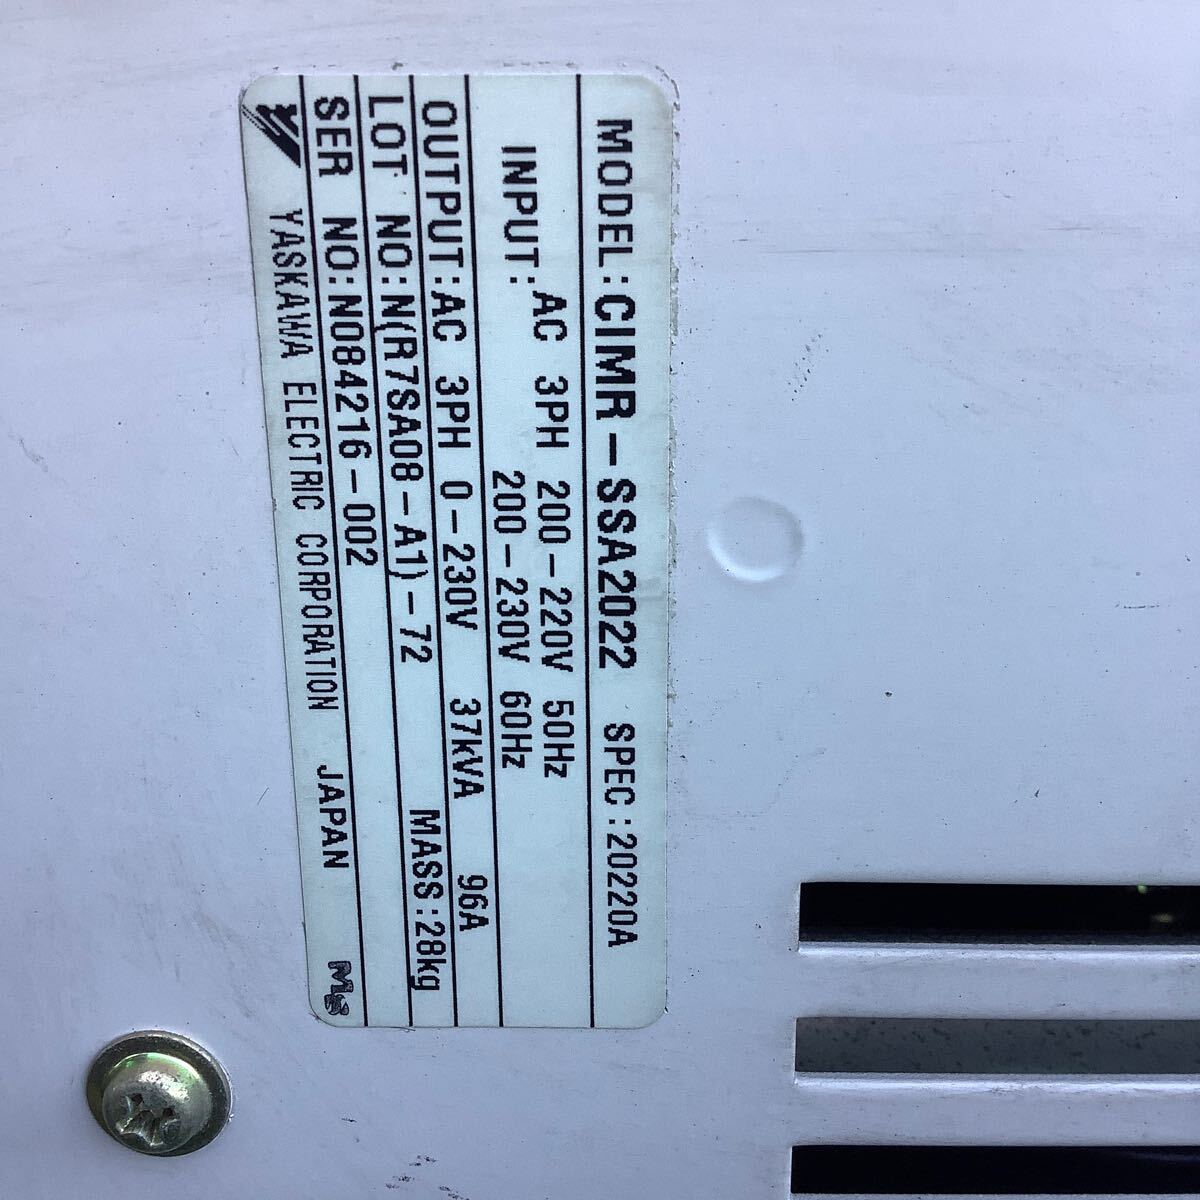 MODEL:CIMR-SSA2022 SPEC:20220A
INPUT: AC 3PH 200-220V 50Hz
200-230V 60Hz
OUTPUT:AC 3PH 0-230V 37kVA 96A
LOT NO:N(R7SA08-A1)-72 MASS:28kg
SER NO:N084216-002
YASKAWA ELECTRIC CORPORATION JAPAN